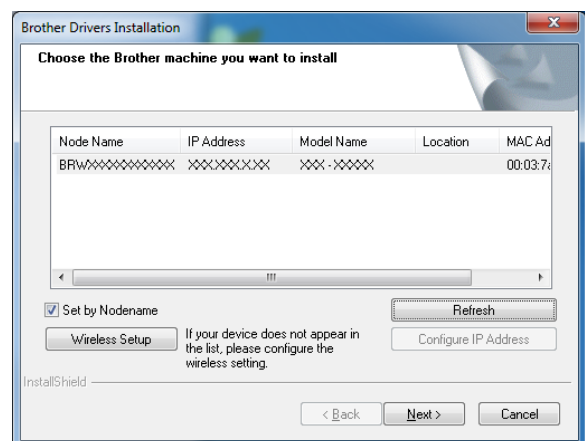 Brother Drivers Installation
Choose the Brother machine you want to install
Node Name IP Address Model Name Location MAC Ad
BRWXXXXXXXXXXX XXX.XXX.X.XX XXX - XXXXX 00:03:7a
Set by Nodename Refresh
Wireless Setup If your device does not appear in the list, please configure the wireless setting. Configure IP Address
InstallShield
< Back Next > Cancel